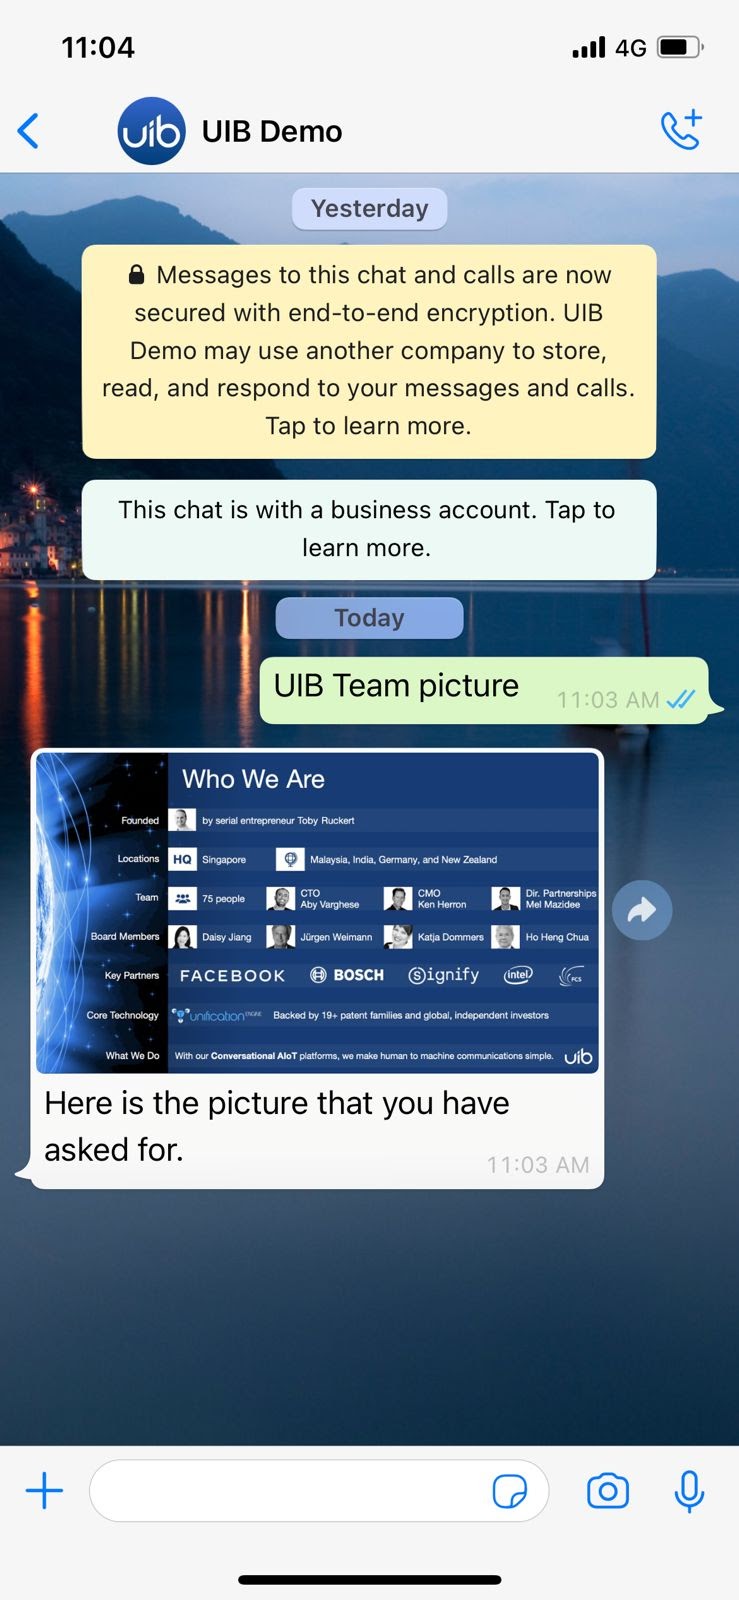 11:04
4G
uib
UIB Demo
Yesterday
Messages to this chat and calls are now
secured with end-to-end encryption. UIB
Demo may use another company to store,
read, and respond to your messages and calls.
Tap to learn more.
This chat is with a business account. Tap to
learn more.
Today
UIB Team picture
11:03 AM
Who We Are
Founded by serial entrepreneur Toby Ruckert
Locations HQ Singapore Malaysia, India, Germany, and New Zealand
Team 75 people CTO Aby Varghese CMO Ken Herron Dir. Partnerships Mel Mazidee
Board Members Daisy Jiang Jürgen Weimann Katja Dommers Ho Heng Chua
Key Partners FACEBOOK BOSCH Signify intel FCS
Core Technology unification ENGINE Backed by 19+ patent families and global, independent investors
What We Do With our Conversational AIoT platforms, we make human to machine communications simple. uib
Here is the picture that you have
asked for.
11:03 AM